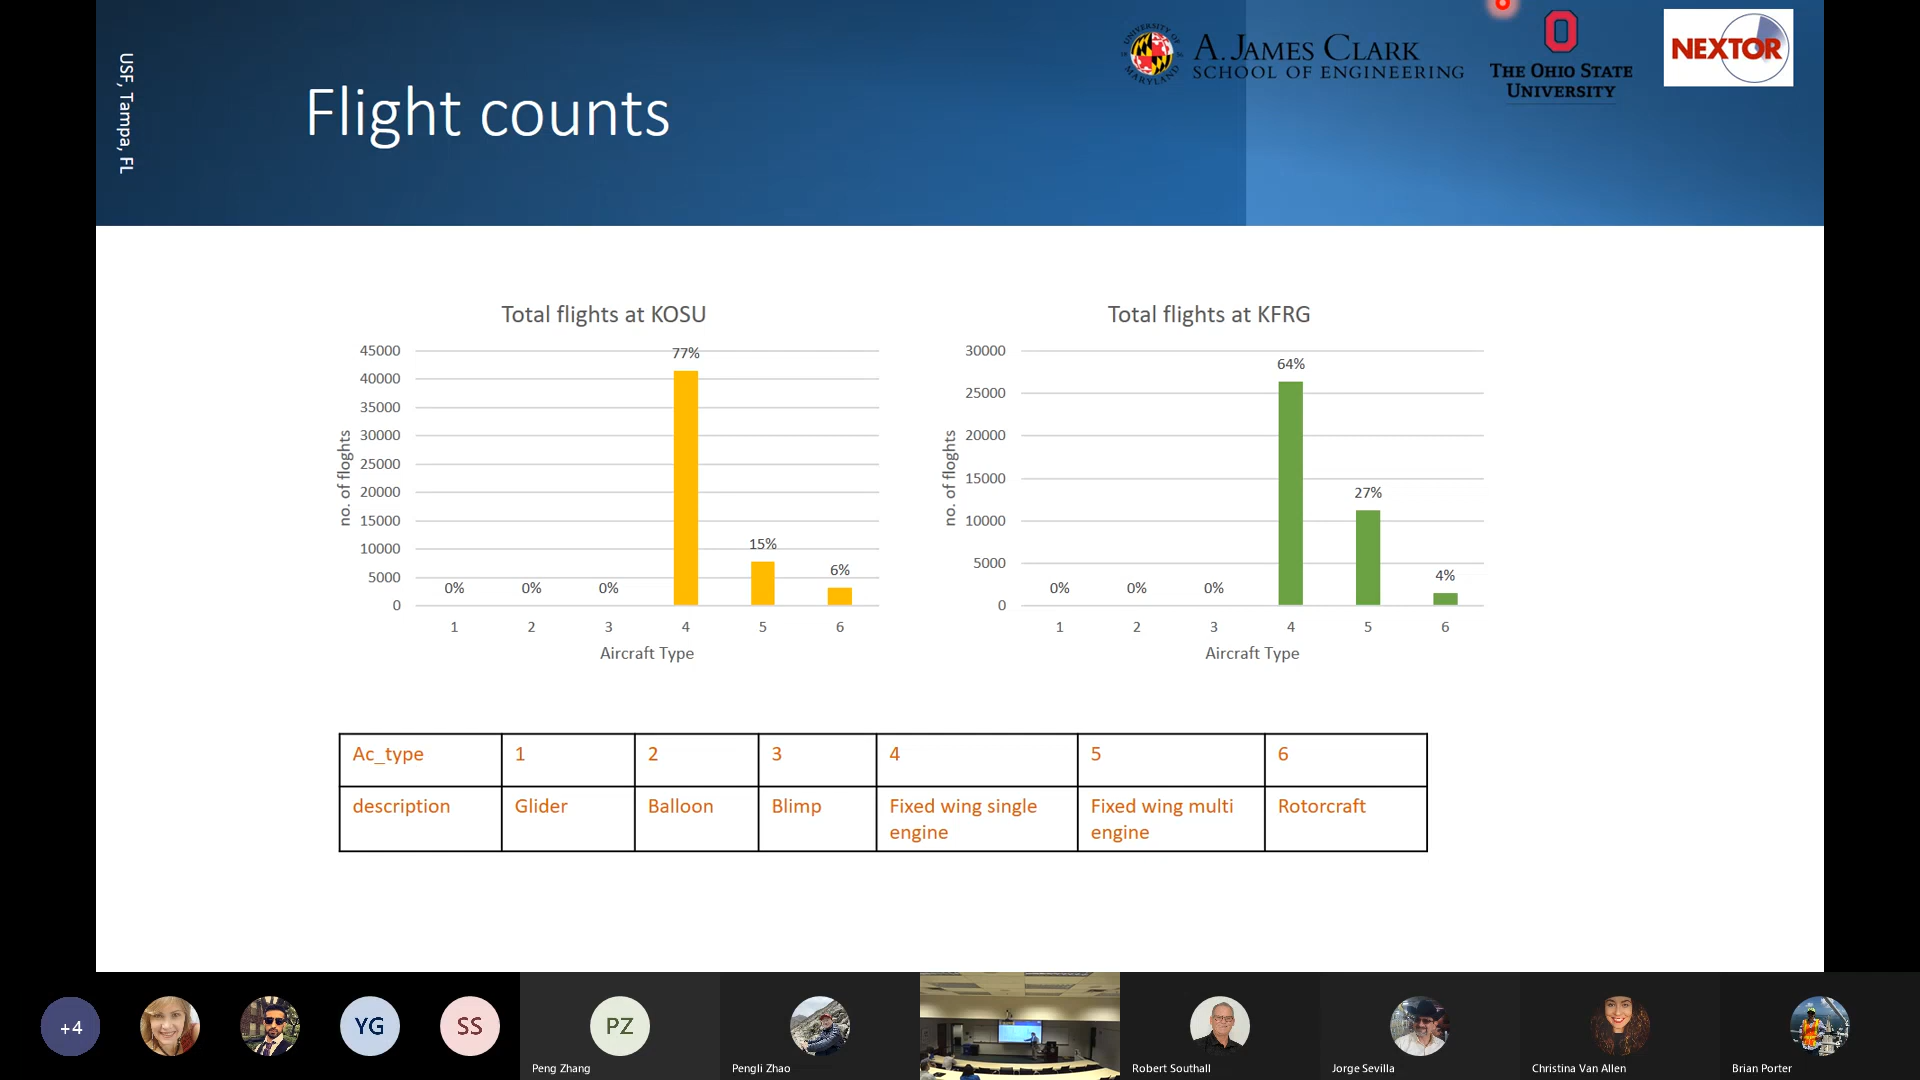 USF, Tampa, FL
Flight counts
UNIVERSITY OF
MARYLAND
A. JAMES CLARK
SCHOOL OF ENGINEERING
THE OHIO STATE
UNIVERSITY
NEXTOR
Total flights at KOSU
no. of floghts
45000
40000
35000
30000
25000
20000
15000
10000
5000
0
0%
0%
0%
77%
15%
6%
1 2 3 4 5 6
Aircraft Type
Total flights at KFRG
no. of floghts
30000
25000
20000
15000
10000
5000
0
0%
0%
0%
64%
27%
4%
1 2 3 4 5 6
Aircraft Type
Ac_type 1 2 3 4 5 6
description Glider Balloon Blimp Fixed wing single Fixed wing multi Rotorcraft
engine engine
+4
YG
SS
PZ
Peng Zhang
Pengli Zhao
Robert Southall
Jorge Sevilla
Christina Van Allen
Brian Porter